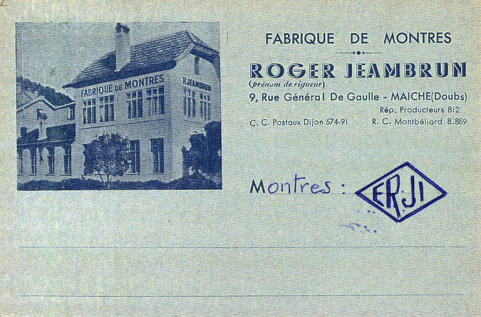 FABRIQUE DE MONTRES
R. JEAMBRUN
FABRIQUE DE MONTRES
ROGER JEAMBRUN
(prénom de rigueur)
9, Rue Général De Gaulle - MAICHE(Doubs)
Rép. Producteurs 812
C. C. Postaux Dijon 574-91 R. C. Montbéliard 8.869
Montres : ERJI